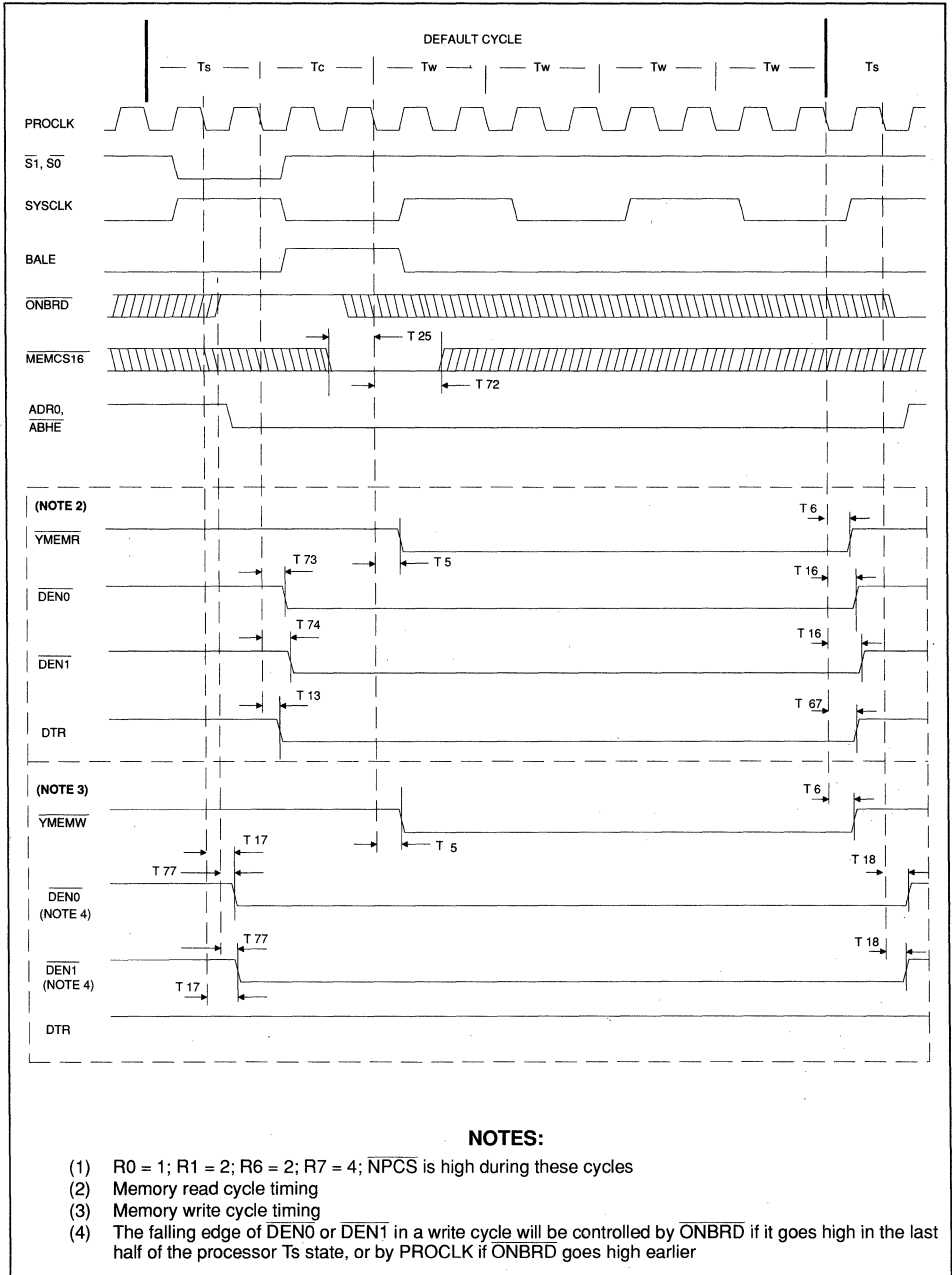 DEFAULT CYCLE
Ts Tc Tw Tw Tw Tw Ts
PROCLK
S1, S0
SYSCLK
BALE
ONBRD
T 25
MEMCS16
T 72
ADR0,
ABHE
(NOTE 2)
T 6
YMEMR
T 73
T 5
T 16
DEN0
T 74
T 16
DEN1
T 13
T 67
DTR
(NOTE 3)
T 6
YMEMW
T 17
T 5
T 77
T 18
DEN0
(NOTE 4)
T 77
T 18
DEN1
(NOTE 4)
T 17
DTR
NOTES:
(1) R0 = 1; R1 = 2; R6 = 2; R7 = 4; NPCS is high during these cycles
(2) Memory read cycle timing
(3) Memory write cycle timing
(4) The falling edge of DEN0 or DEN1 in a write cycle will be controlled by ONBRD if it goes high in the last
half of the processor Ts state, or by PROCLK if ONBRD goes high earlier